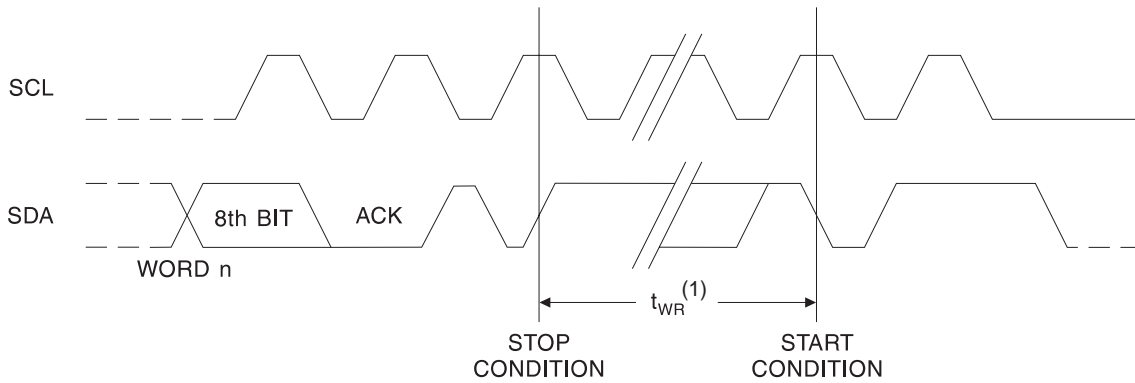 SCL
SDA
8th BIT
ACK
WORD n
tWR(1)
STOP
CONDITION
START
CONDITION